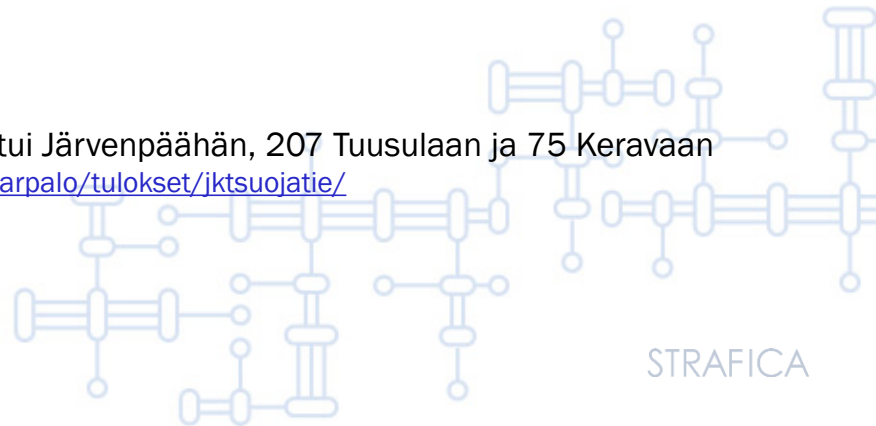 tui Järvenpäähän, 207 Tuusulaan ja 75 Keravaan
arpalo/tulokset/jktsuojatie/
STRAFICA